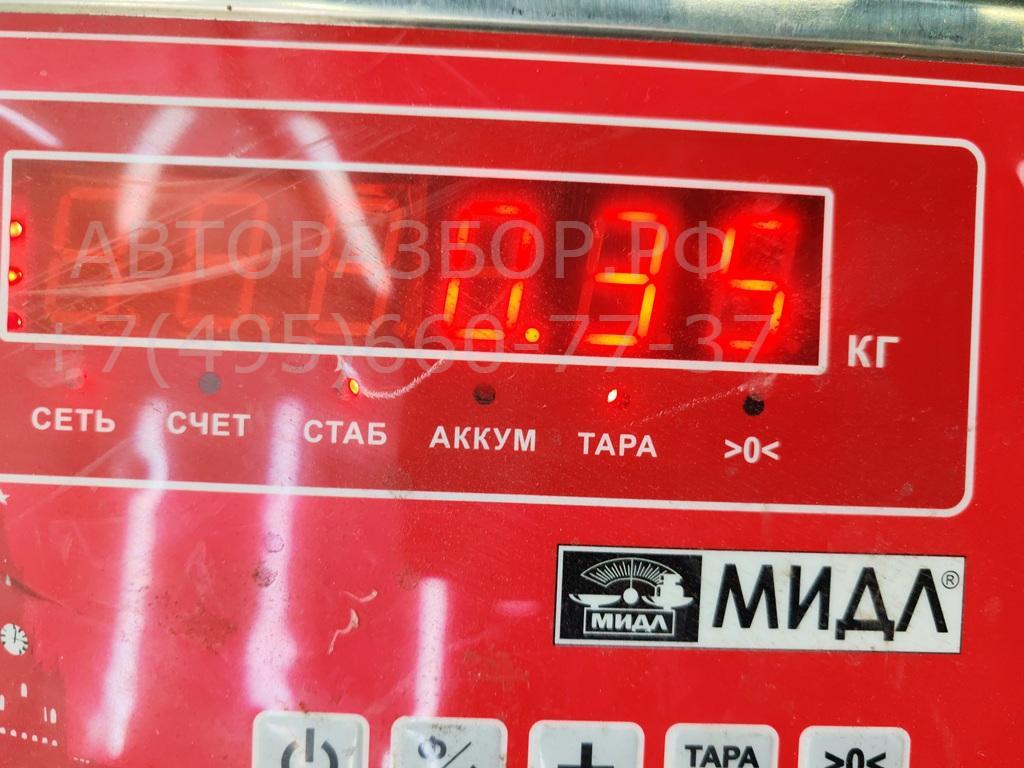 0.35
КГ
АВТОРАЗБОР.РФ
+7(495)660-77-37
СЕТЬ СЧЕТ СТАБ АККУМ ТАРА >0<
МИДЛ МИДЛ®
ТАРА >0<